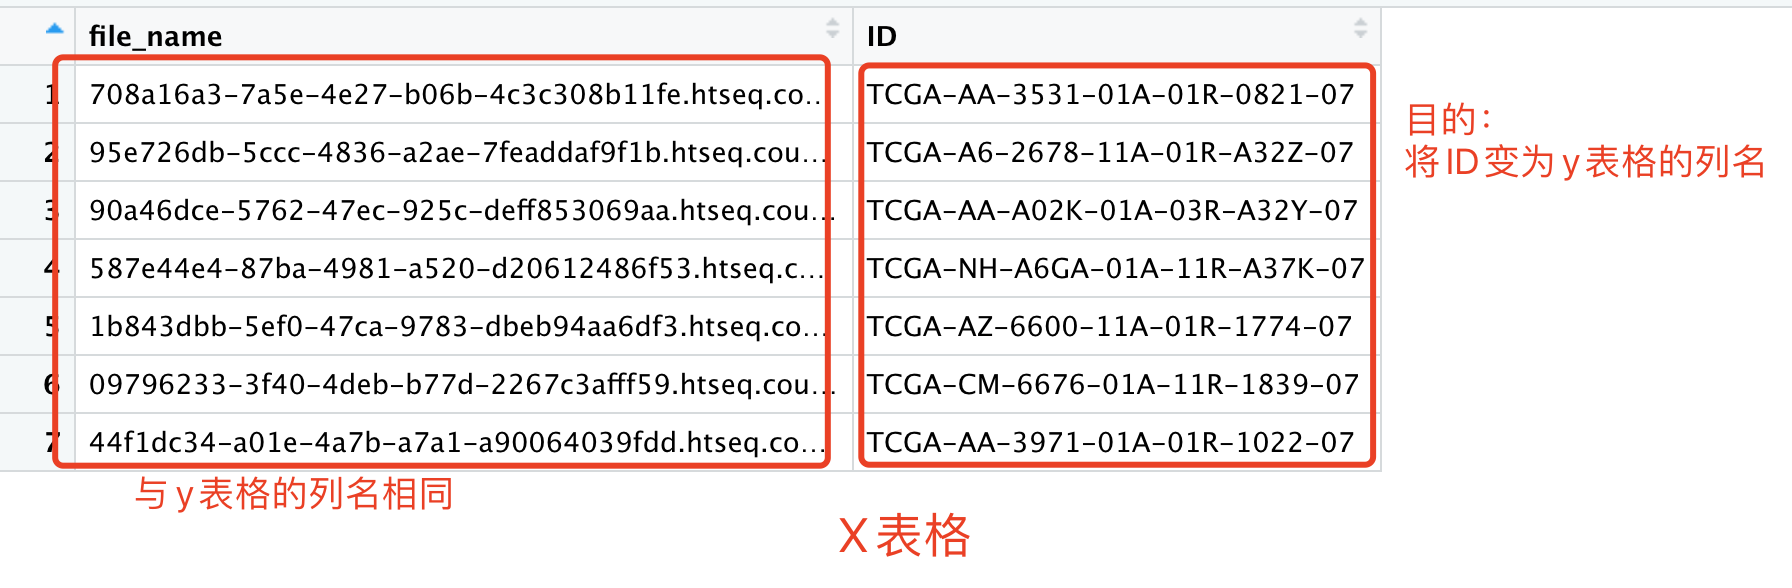 file_name ID
1 708a16a3-7a5e-4e27-b06b-4c3c308b11fe.htseq.co... TCGA-AA-3531-01A-01R-0821-07
2 95e726db-5ccc-4836-a2ae-7feaddaf9f1b.htseq.cou... TCGA-A6-2678-11A-01R-A32Z-07
3 90a46dce-5762-47ec-925c-deff853069aa.htseq.cou... TCGA-AA-A02K-01A-03R-A32Y-07
4 587e44e4-87ba-4981-a520-d20612486f53.htseq.c... TCGA-NH-A6GA-01A-11R-A37K-07
5 1b843dbb-5ef0-47ca-9783-dbeb94aa6df3.htseq.co... TCGA-AZ-6600-11A-01R-1774-07
6 09796233-3f40-4deb-b77d-2267c3afff59.htseq.cou... TCGA-CM-6676-01A-11R-1839-07
7 44f1dc34-a01e-4a7b-a7a1-a90064039fdd.htseq.co... TCGA-AA-3971-01A-01R-1022-07
目的：
将ID变为y表格的列名
与y表格的列名相同
X表格